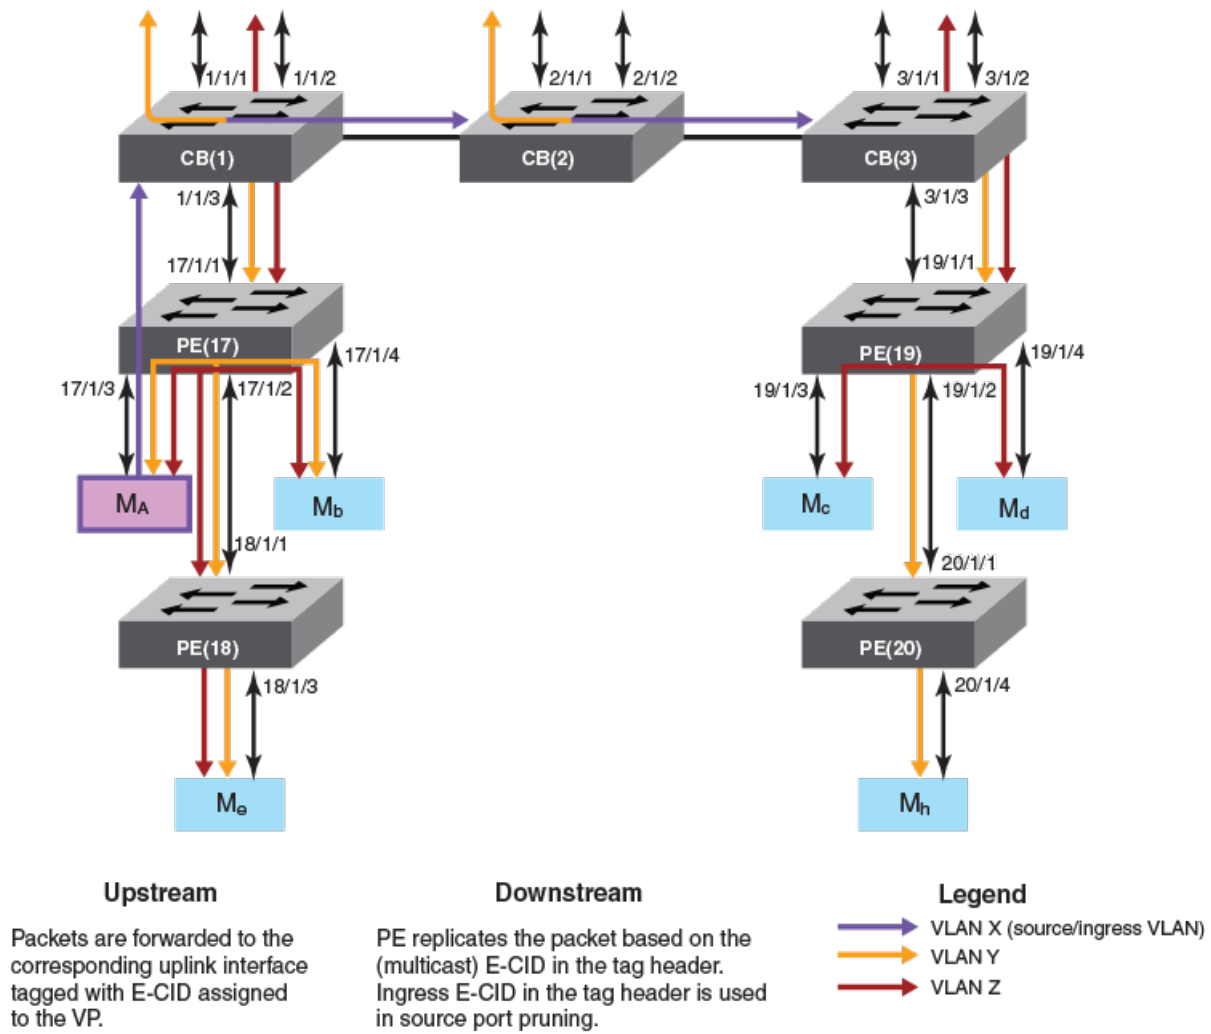 1/1/1
1/1/2
2/1/1
2/1/2
3/1/1
3/1/2
CB(1)
CB(2)
CB(3)
1/1/3
3/1/3
17/1/1
19/1/1
PE(17)
17/1/4
PE(19)
19/1/4
17/1/3
17/1/2
19/1/3
19/1/2
MA
Mb
Mc
Md
18/1/1
20/1/1
PE(18)
PE(20)
18/1/3
20/1/4
Me
Mh
Upstream
Packets are forwarded to the
corresponding uplink interface
tagged with E-CID assigned
to the VP.
Downstream
PE replicates the packet based on the
(multicast) E-CID in the tag header.
Ingress E-CID in the tag header is used
in source port pruning.
Legend
VLAN X (source/ingress VLAN)
VLAN Y
VLAN Z